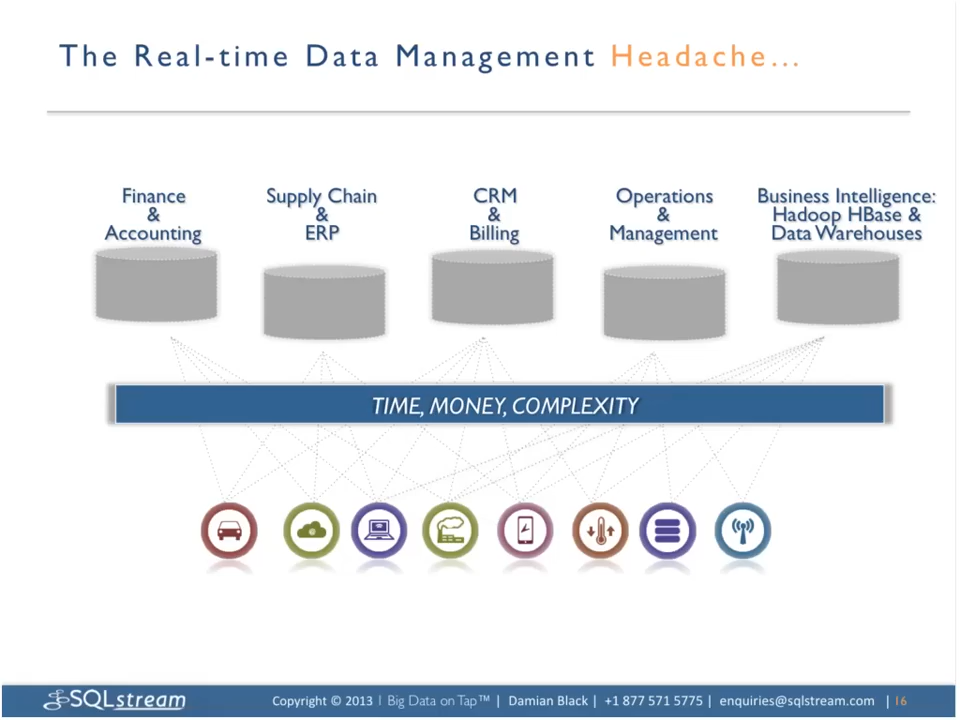 The Real-time Data Management Headache...
Finance
&
Accounting
Supply Chain
&
ERP
CRM
&
Billing
Operations
&
Management
Business Intelligence:
Hadoop HBase &
Data Warehouses
TIME, MONEY, COMPLEXITY
SQLstream
Copyright © 2013 | Big Data on Tap™ | Damian Black | +1 877 571 5775 | enquiries@sqlstream.com | 16